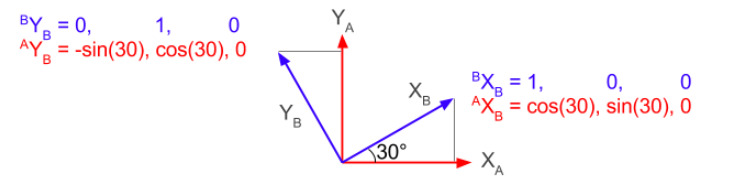 ᴮY_B = 0, 1, 0
ᴬY_B = -sin(30), cos(30), 0
Y_A
X_B
ᴮX_B = 1, 0, 0
ᴬX_B = cos(30), sin(30), 0
Y_B
30°
X_A